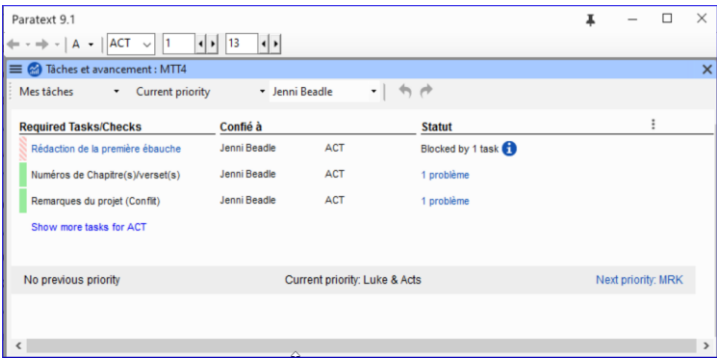 Paratext 9.1
A ACT 1 13
Tâches et avancement : MTT4
Mes tâches Current priority Jenni Beadle
Required Tasks/Checks Confié à Statut
Rédaction de la première ébauche Jenni Beadle ACT Blocked by 1 task
Numéros de Chapitre(s)/verset(s) Jenni Beadle ACT 1 problème
Remarques du projet (Conflit) Jenni Beadle ACT 1 problème
Show more tasks for ACT
No previous priority Current priority: Luke & Acts Next priority: MRK